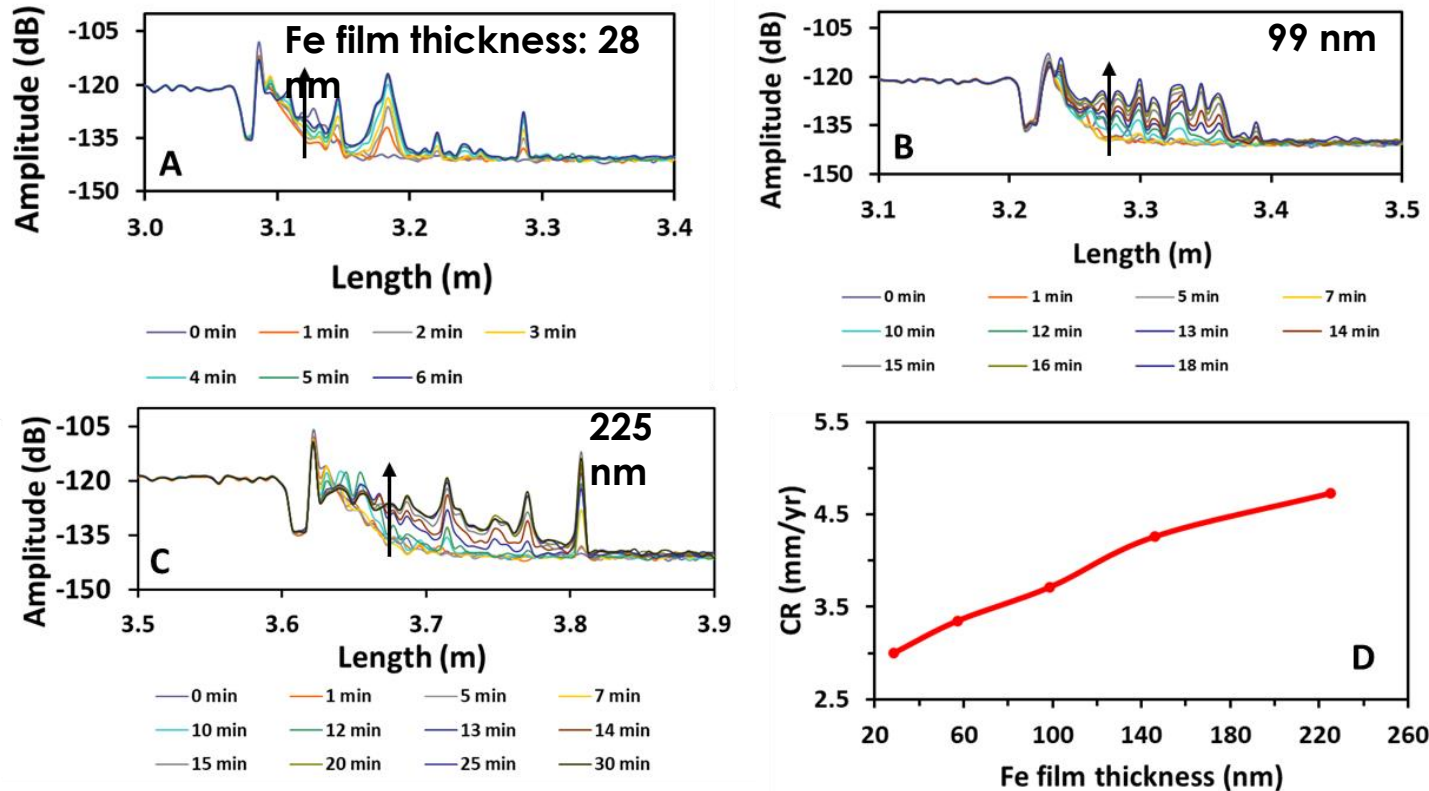 Amplitude (dB)
-105
-120
-135
-150
Fe film thickness: 28
nm
A
3.0 3.1 3.2 3.3 3.4
Length (m)
0 min 1 min 2 min 3 min
4 min 5 min 6 min
Amplitude (dB)
-105
-120
-135
-150
99 nm
B
3.1 3.2 3.3 3.4 3.5
Length (m)
0 min 1 min 5 min 7 min
10 min 12 min 13 min 14 min
15 min 16 min 18 min
Amplitude (dB)
-105
-120
-135
-150
225
nm
C
3.5 3.6 3.7 3.8 3.9
Length (m)
0 min 1 min 5 min 7 min
10 min 12 min 13 min 14 min
15 min 20 min 25 min 30 min
CR (mm/yr)
5.5
4.5
3.5
2.5
D
20 60 100 140 180 220 260
Fe film thickness (nm)